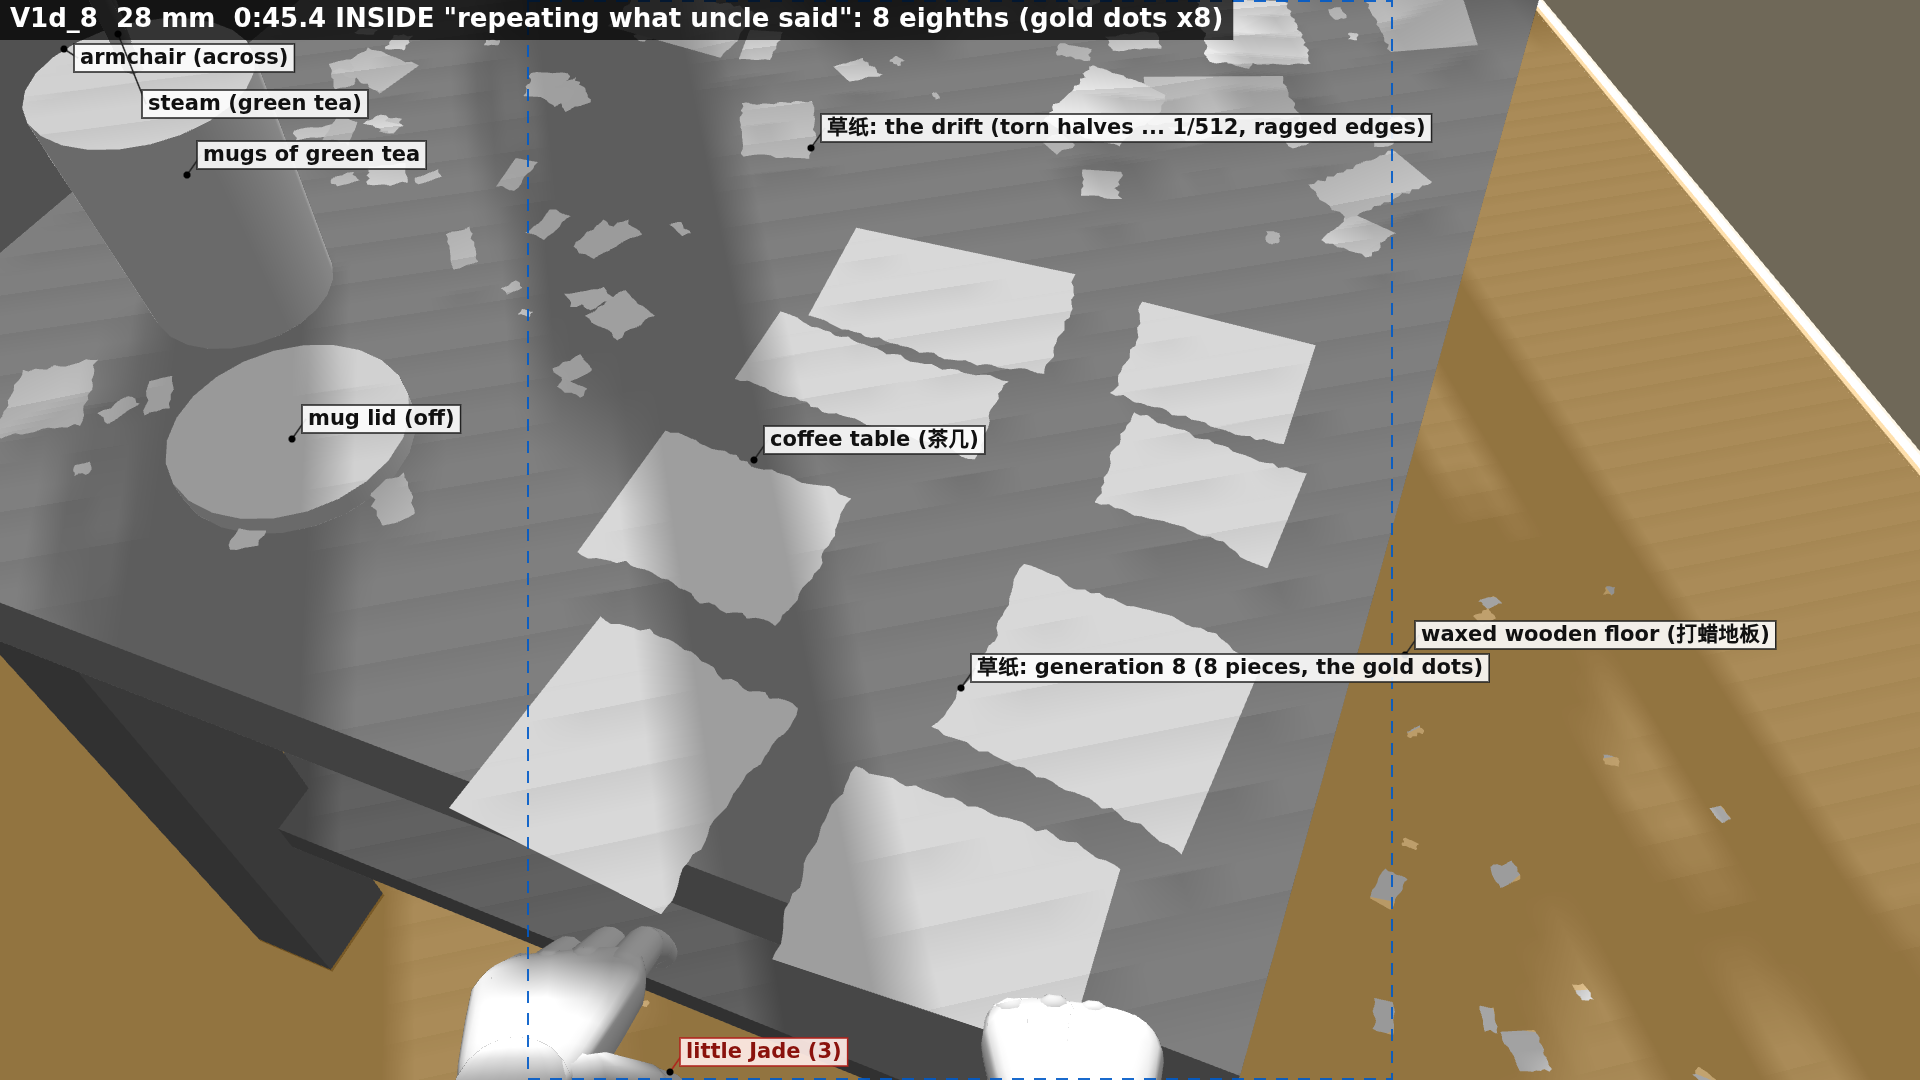 V1d_8 28 mm 0:45.4 INSIDE "repeating what uncle said": 8 eighths (gold dots x8)
armchair (across)
steam (green tea)
草纸: the drift (torn halves ... 1/512, ragged edges)
mugs of green tea
mug lid (off)
coffee table (茶几)
waxed wooden floor (打蜡地板)
草纸: generation 8 (8 pieces, the gold dots)
little Jade (3)